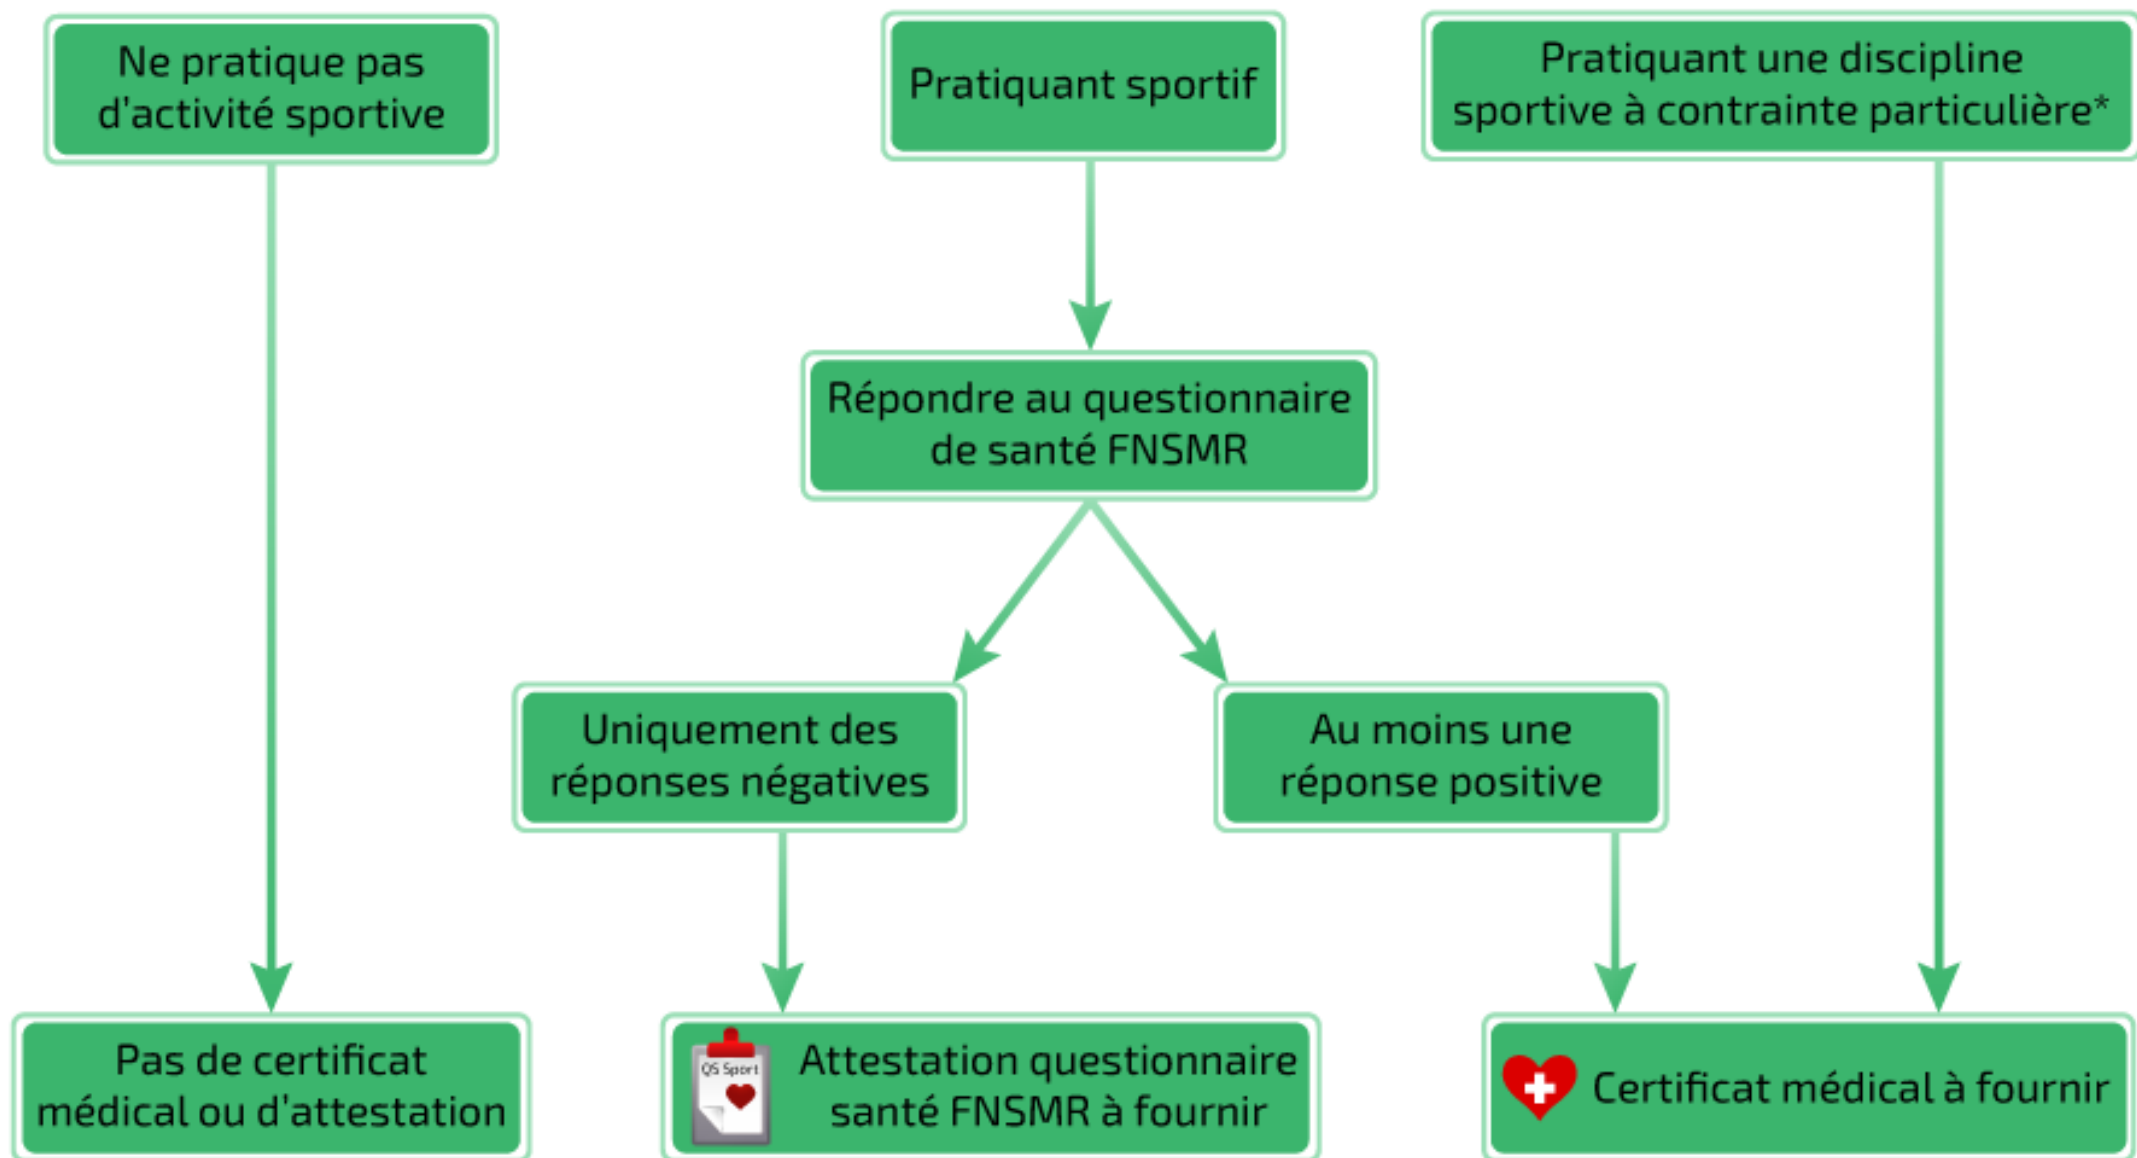 Ne pratique pas
d'activité sportive
Pratiquant sportif
Pratiquant une discipline
sportive à contrainte particulière*
Répondre au questionnaire
de santé FNSMR
Uniquement des
réponses négatives
Au moins une
réponse positive
Pas de certificat
médical ou d'attestation
QS Sport
Attestation questionnaire
santé FNSMR à fournir
Certificat médical à fournir